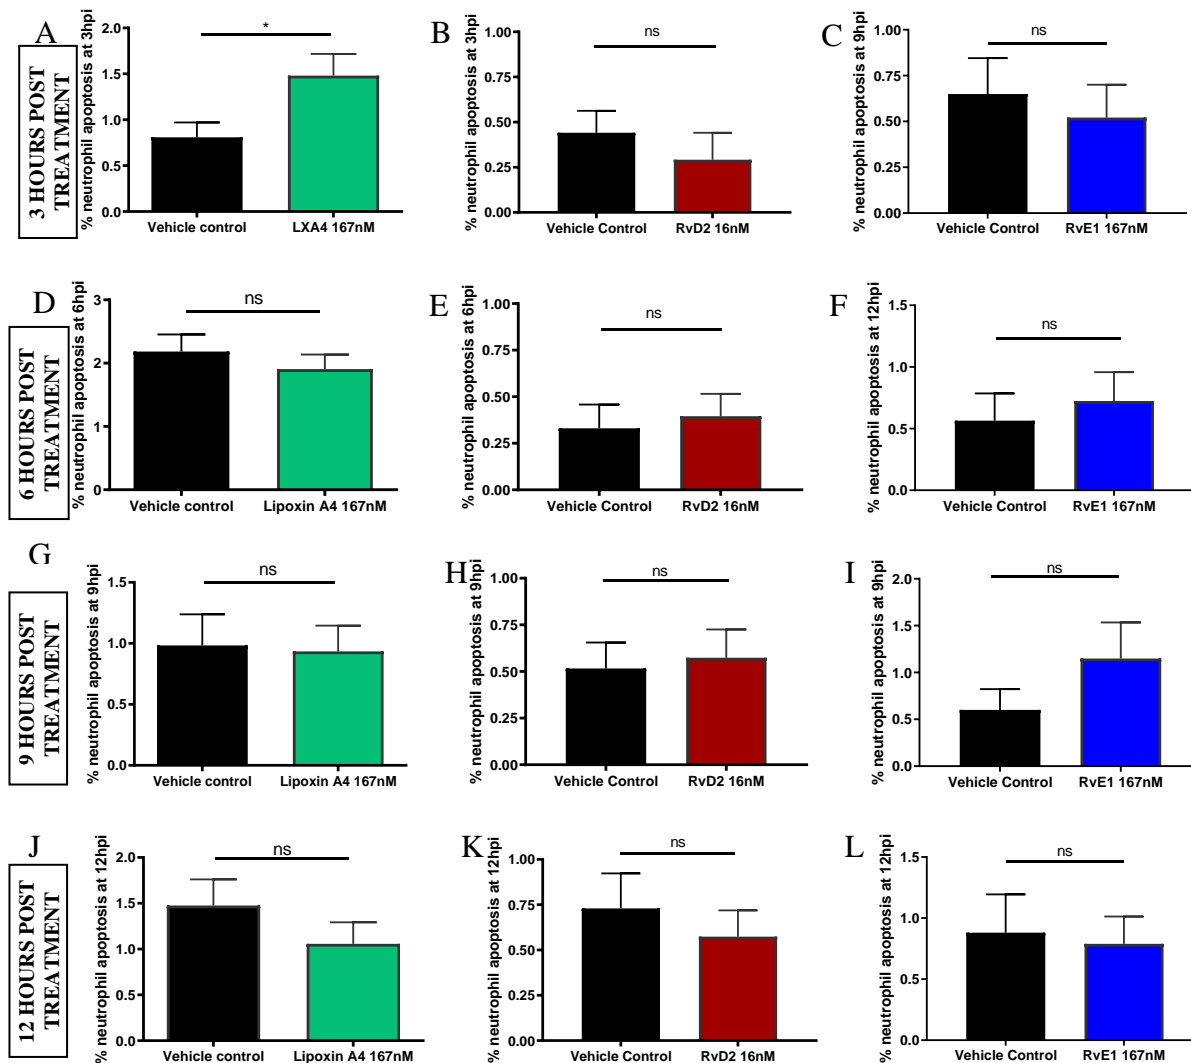 3 HOURS POST
TREATMENT
A
% neutrophil apoptosis at 3hpi
2.0
1.5
1.0
0.5
0.0
*
Vehicle control
LXA4 167nM
B
% neutrophil apoptosis at 3hpi
1.00
0.75
0.50
0.25
0.00
ns
Vehicle Control
RvD2 16nM
C
% neutrophil apoptosis at 9hpi
1.00
0.75
0.50
0.25
0.00
ns
Vehicle Control
RvE1 167nM
6 HOURS POST
TREATMENT
D
% neutrophil apoptosis at 6hpi
3
2
1
0
ns
Vehicle control
Lipoxin A4 167nM
E
% neutrophil apoptosis at 6hpi
1.00
0.75
0.50
0.25
0.00
ns
Vehicle Control
RvD2 16nM
F
% neutrophil apoptosis at 12hpi
1.5
1.0
0.5
0.0
ns
Vehicle Control
RvE1 167nM
9 HOURS POST
TREATMENT
G
% neutrophil apoptosis at 9hpi
1.5
1.0
0.5
0.0
ns
Vehicle control
Lipoxin A4 167nM
H
% neutrophil apoptosis at 9hpi
1.00
0.75
0.50
0.25
0.00
ns
Vehicle Control
RvD2 16nM
I
% neutrophil apoptosis at 9hpi
2.0
1.5
1.0
0.5
0.0
ns
Vehicle Control
RvE1 167nM
12 HOURS POST
TREATMENT
J
% neutrophil apoptosis at 12hpi
2.0
1.5
1.0
0.5
0.0
ns
Vehicle control
Lipoxin A4 167nM
K
% neutrophil apoptosis at 12hpi
1.00
0.75
0.50
0.25
0.00
ns
Vehicle Control
RvD2 16nM
L
% neutrophil apoptosis at 12hpi
1.5
1.0
0.5
0.0
ns
Vehicle Control
RvE1 167nM